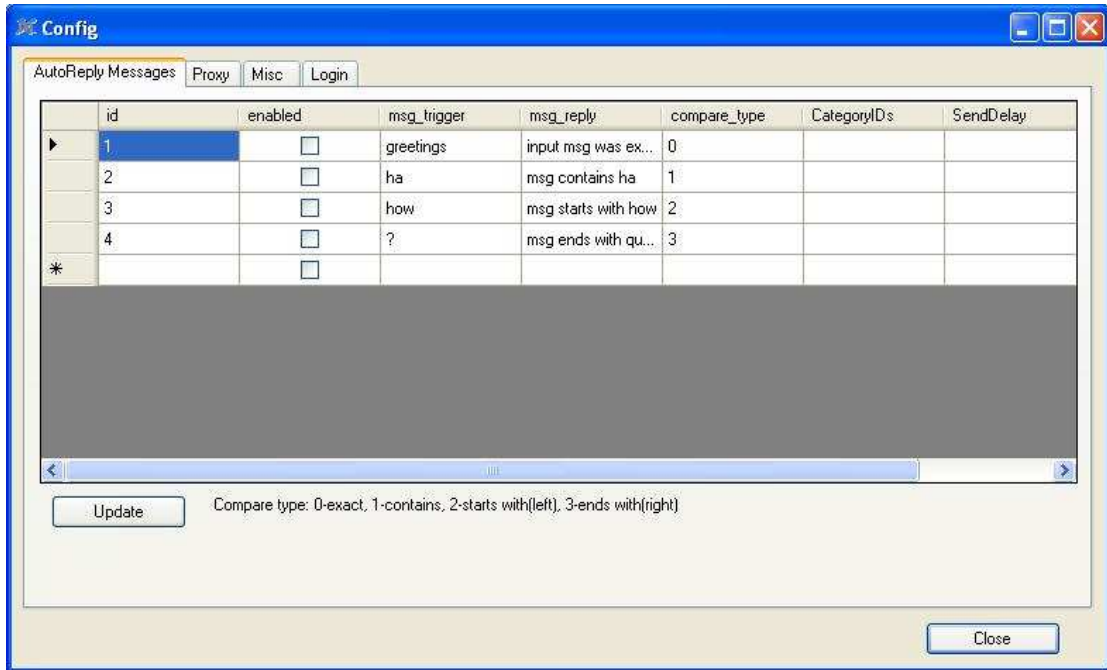 Config
AutoReply Messages Proxy Misc Login
id enabled msg_trigger msg_reply compare_type CategoryIDs SendDelay
1 greetings input msg was ex... 0
2 ha msg contains ha 1
3 how msg starts with how 2
4 ? msg ends with qu... 3
Update Compare type: 0-exact, 1-contains, 2-starts with(left), 3-ends with(right)
Close